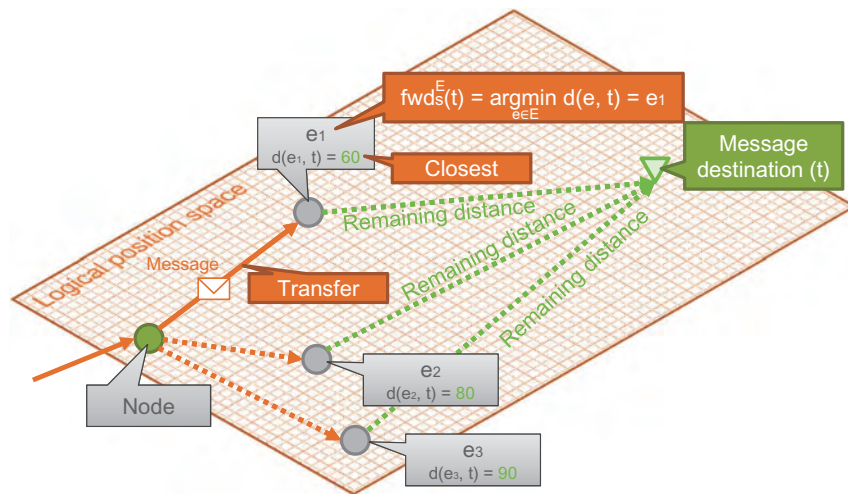 fwdsᴱ(t) = argmin d(e, t) = e₁
e∈E
e₁
d(e₁, t) = 60
Closest
Message
destination (t)
Logical position space
Remaining distance
Message
Transfer
Remaining distance
Remaining distance
Node
e₂
d(e₂, t) = 80
e₃
d(e₃, t) = 90